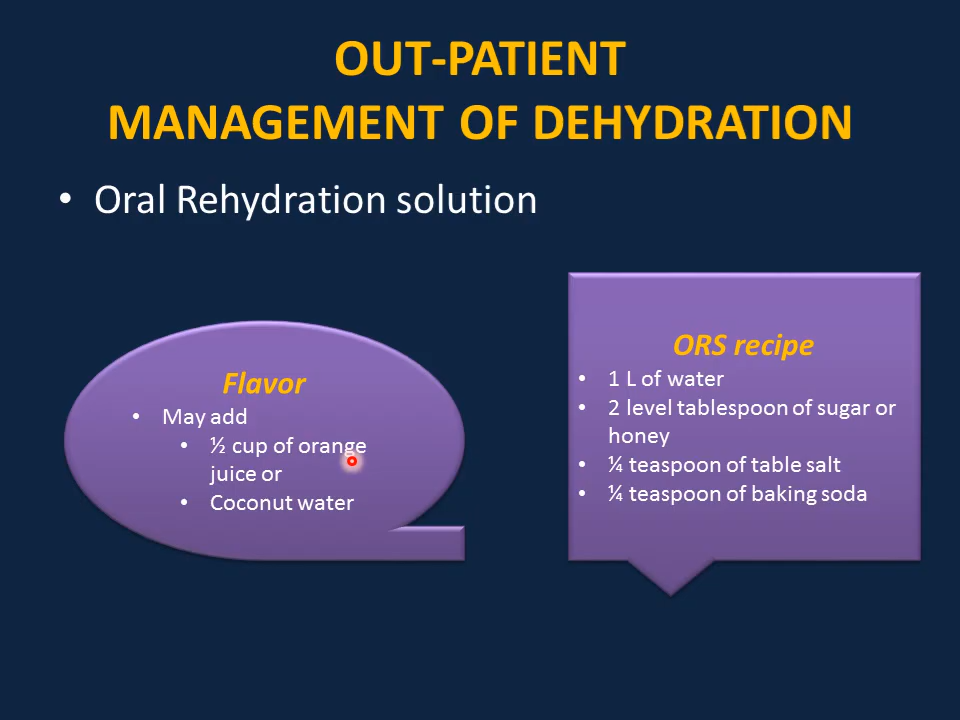 OUT-PATIENT
MANAGEMENT OF DEHYDRATION
• Oral Rehydration solution
Flavor
• May add
• ½ cup of orange
juice or
• Coconut water
ORS recipe
• 1 L of water
• 2 level tablespoon of sugar or
honey
• ¼ teaspoon of table salt
• ¼ teaspoon of baking soda